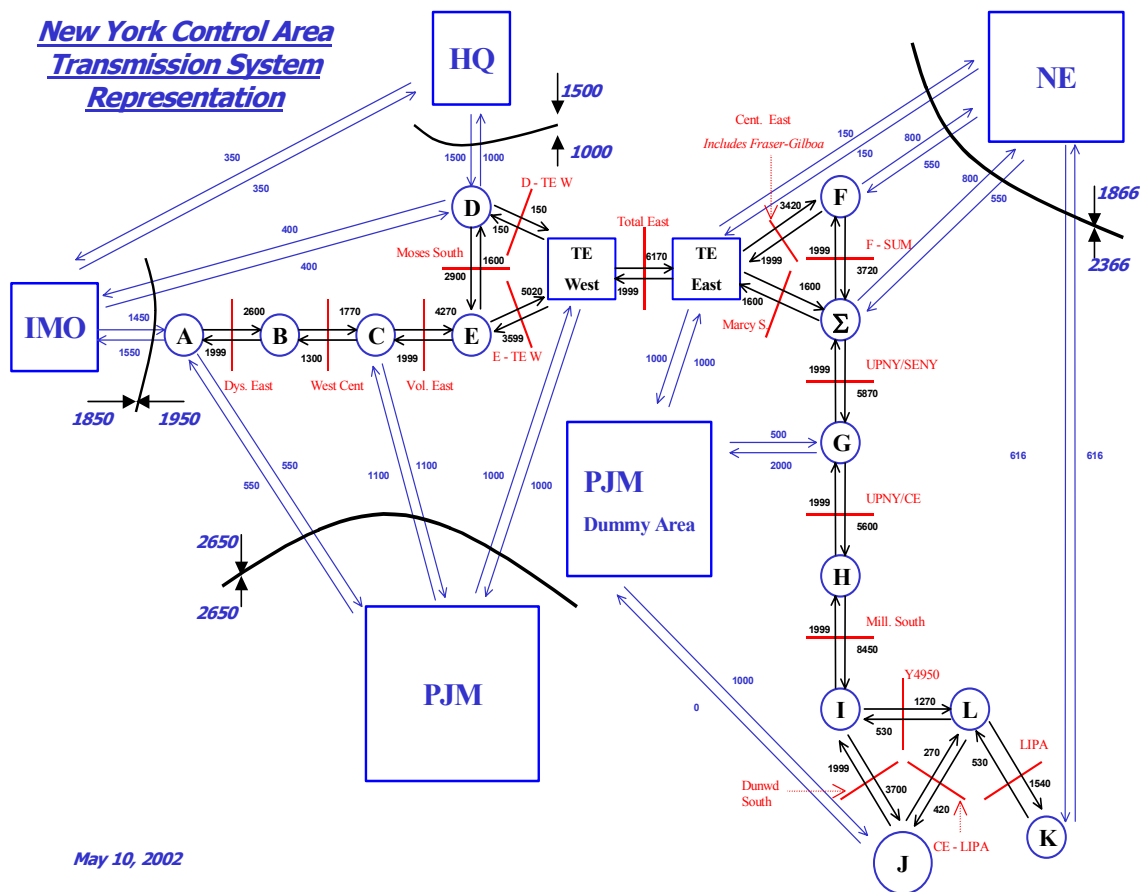 New York Control Area
Transmission System
Representation
HQ
NE
1500
1000
Cent. East
Includes Fraser-Gilboa
150
150
800
550
350
350
1500
1000
D - TE W
800
550
1866
2366
D
150
150
3420
F
400
400
Moses South
1600
2900
TE
West
Total East
6170
1999
TE
East
1999
1999
F - SUM
3720
IMO
1450
1550
A
2600
1999
B
1770
1300
C
4270
1999
E
5020
3599
E - TE W
1600
1600
Marcy S.
Σ
Dys. East
West Cent
Vol. East
1000
1000
1999
UPNY/SENY
5870
1850
1950
PJM
Dummy Area
500
2000
G
550
550
1100
1100
1000
1000
616
616
1999
UPNY/CE
5600
2650
2650
H
1999
Mill. South
8450
PJM
1000
0
Y4950
I
1270
530
L
1999
3700
270
420
530
LIPA
1540
Dunwd
South
CE - LIPA
J
K
May 10, 2002